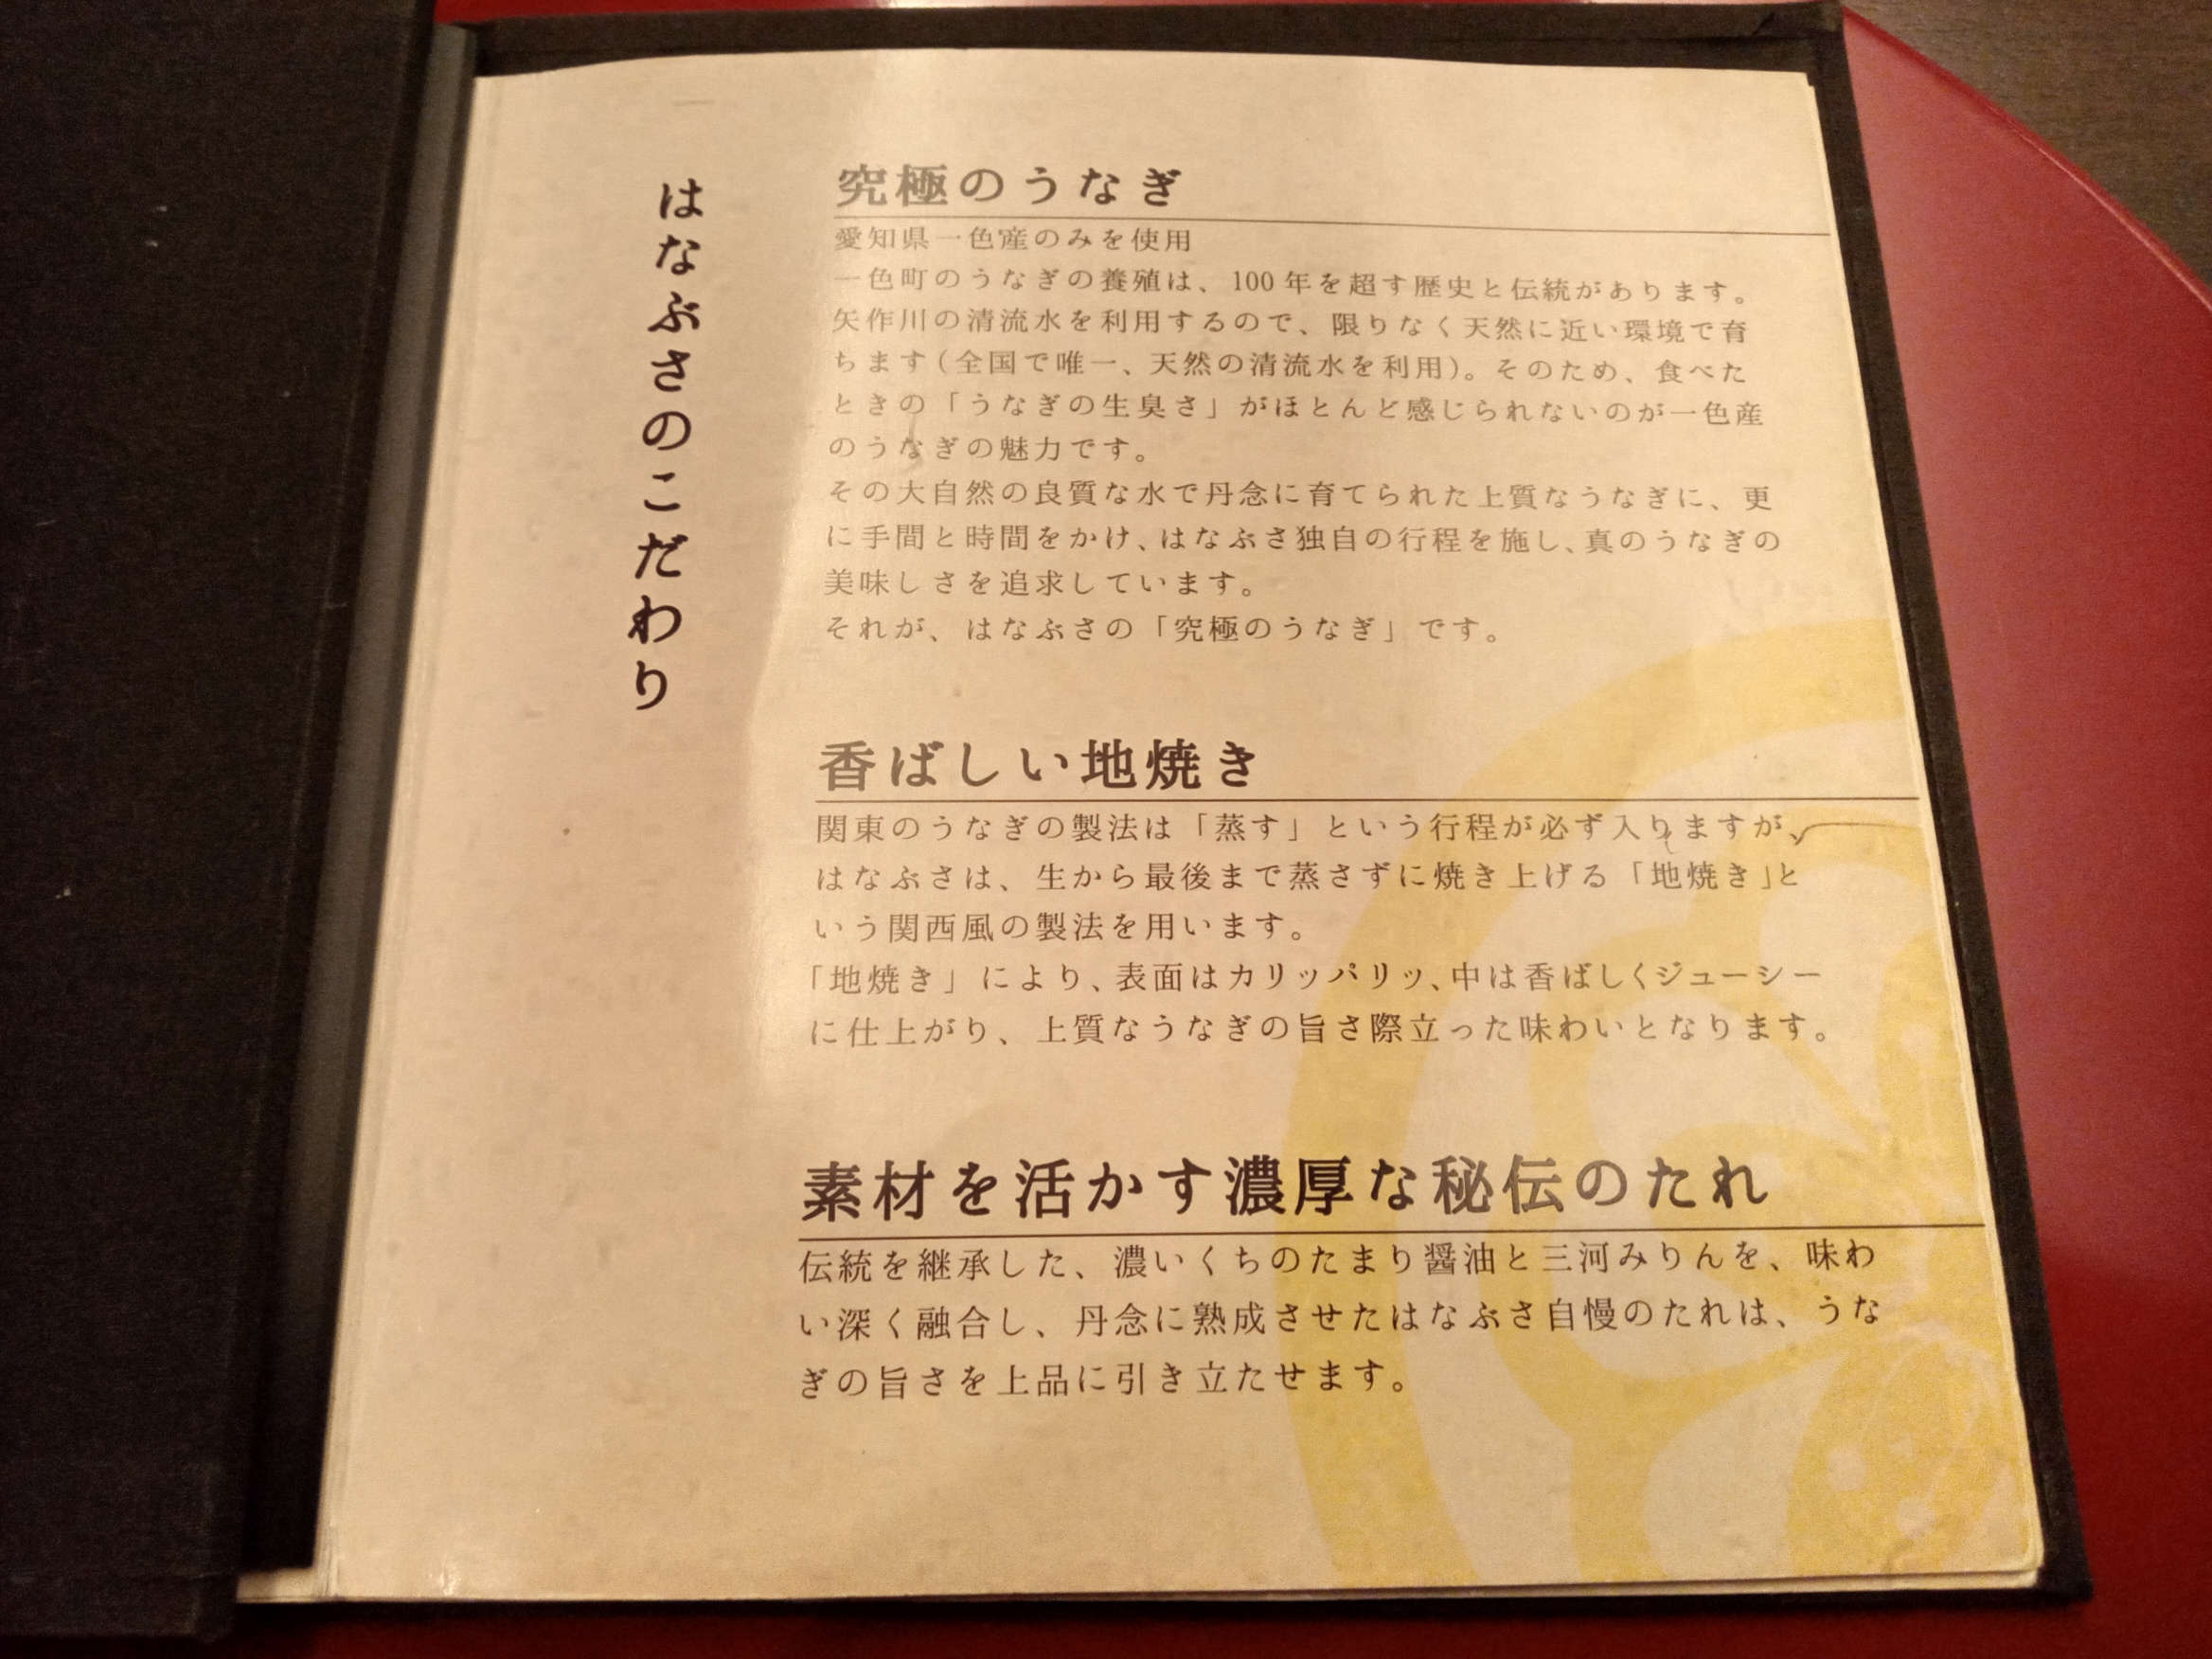 はなぶさのこだわり
究極のうなぎ
愛知県一色産のみを使用
一色町のうなぎの養殖は、100年を超す歴史と伝統があります。
矢作川の清流水を利用するので、限りなく天然に近い環境で育
ちます(全国で唯一、天然の清流水を利用)。そのため、食べた
ときの「うなぎの生臭さ」がほとんど感じられないのが一色産
のうなぎの魅力です。
その大自然の良質な水で丹念に育てられた上質なうなぎに、更
に手間と時間をかけ、はなぶさ独自の行程を施し、真のうなぎの
美味しさを追求しています。
それが、はなぶさの「究極のうなぎ」です。
香ばしい地焼き
関東のうなぎの製法は「蒸す」という行程が必ず入りますが、
はなぶさは、生から最後まで蒸さずに焼き上げる「地焼き」と
いう関西風の製法を用います。
「地焼き」により、表面はカリッパリッ、中は香ばしくジューシー
に仕上がり、上質なうなぎの旨さ際立った味わいとなります。
素材を活かす濃厚な秘伝のたれ
伝統を継承した、濃いくちのたまり醤油と三河みりんを、味わ
い深く融合し、丹念に熟成させたはなぶさ自慢のたれは、うな
ぎの旨さを上品に引き立たせます。